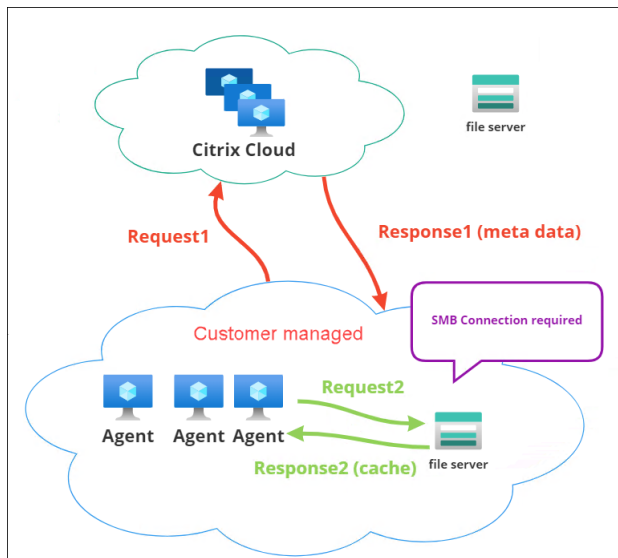 Citrix Cloud
file server
Request1
Response1 (meta data)
SMB Connection required
Customer managed
Request2
Agent Agent Agent
Response2 (cache)
file server